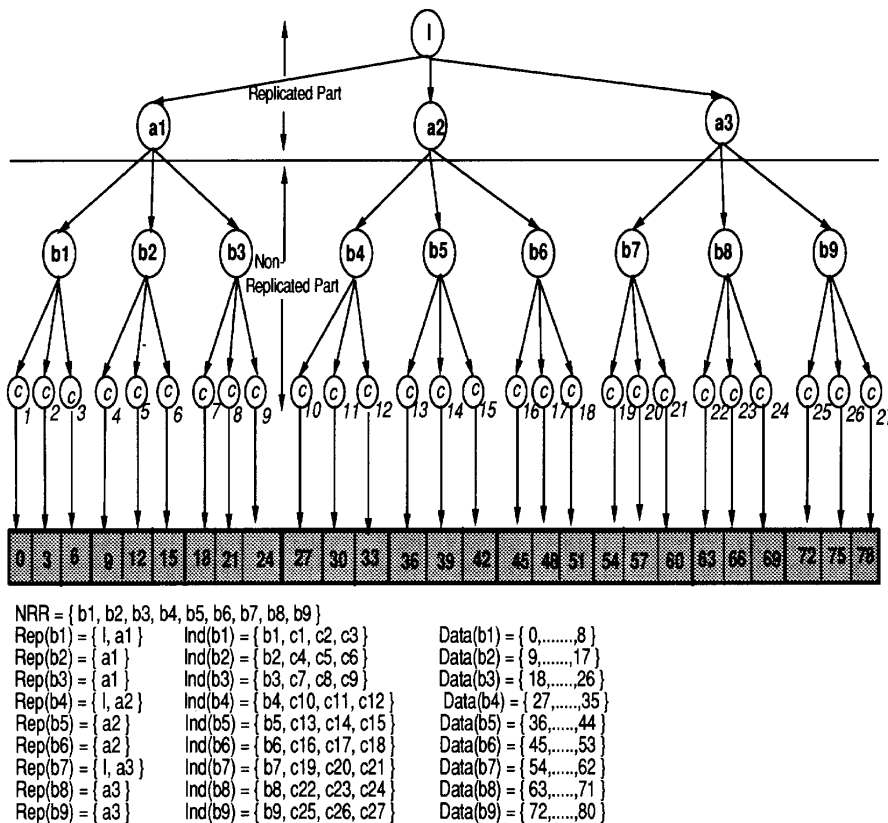 I
Replicated Part
a1 a2 a3
b1 b2 b3 Non- b4 b5 b6 b7 b8 b9
Replicated Part
c c c c c c c c c c c c c c c c c c c c c c c c c c c
1 2 3 4 5 6 7 8 9 10 11 12 13 14 15 16 17 18 19 20 21 22 23 24 25 26 27
0 3 6 9 12 15 18 21 24 27 30 33 36 39 42 45 48 51 54 57 60 63 66 69 72 75 78
NRR = { b1, b2, b3, b4, b5, b6, b7, b8, b9 }
Rep(b1) = { I, a1 } Ind(b1) = { b1, c1, c2, c3 } Data(b1) = { 0,.......,8 }
Rep(b2) = { a1 } Ind(b2) = { b2, c4, c5, c6 } Data(b2) = { 9,......,17 }
Rep(b3) = { a1 } Ind(b3) = { b3, c7, c8, c9 } Data(b3) = { 18,.....,26 }
Rep(b4) = { I, a2 } Ind(b4) = { b4, c10, c11, c12 } Data(b4) = { 27,.....,35 }
Rep(b5) = { a2 } Ind(b5) = { b5, c13, c14, c15 } Data(b5) = { 36,....,44 }
Rep(b6) = { a2 } Ind(b6) = { b6, c16, c17, c18 } Data(b6) = { 45,.....,53 }
Rep(b7) = { I, a3 } Ind(b7) = { b7, c19, c20, c21 } Data(b7) = { 54,....,62 }
Rep(b8) = { a3 } Ind(b8) = { b8, c22, c23, c24 } Data(b8) = { 63,....,71 }
Rep(b9) = { a3 } Ind(b9) = { b9, c25, c26, c27 } Data(b9) = { 72,....,80 }